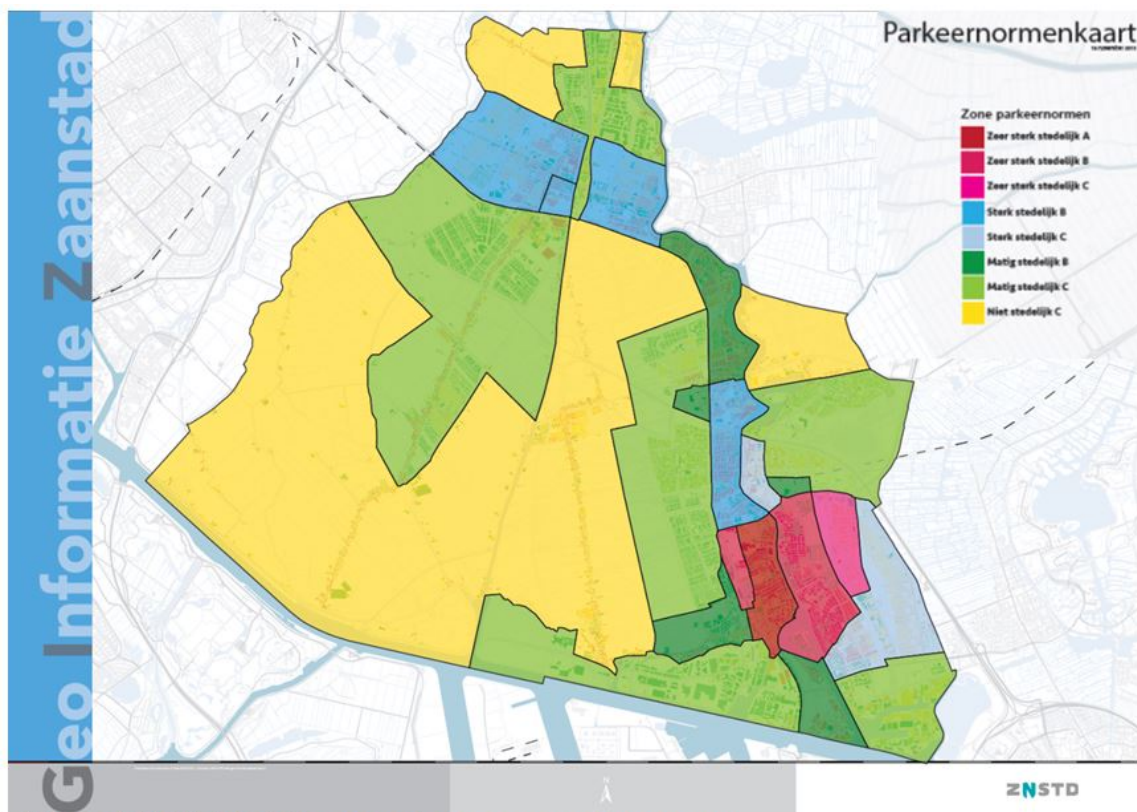 Geo Informatie Zaanstad
Parkeernormenkaart
Zone parkeernormen
Zeer sterk stedelijk A
Zeer sterk stedelijk B
Zeer sterk stedelijk C
Sterk stedelijk B
Sterk stedelijk C
Matig stedelijk B
Matig stedelijk C
Niet stedelijk C
N
ZNSTD